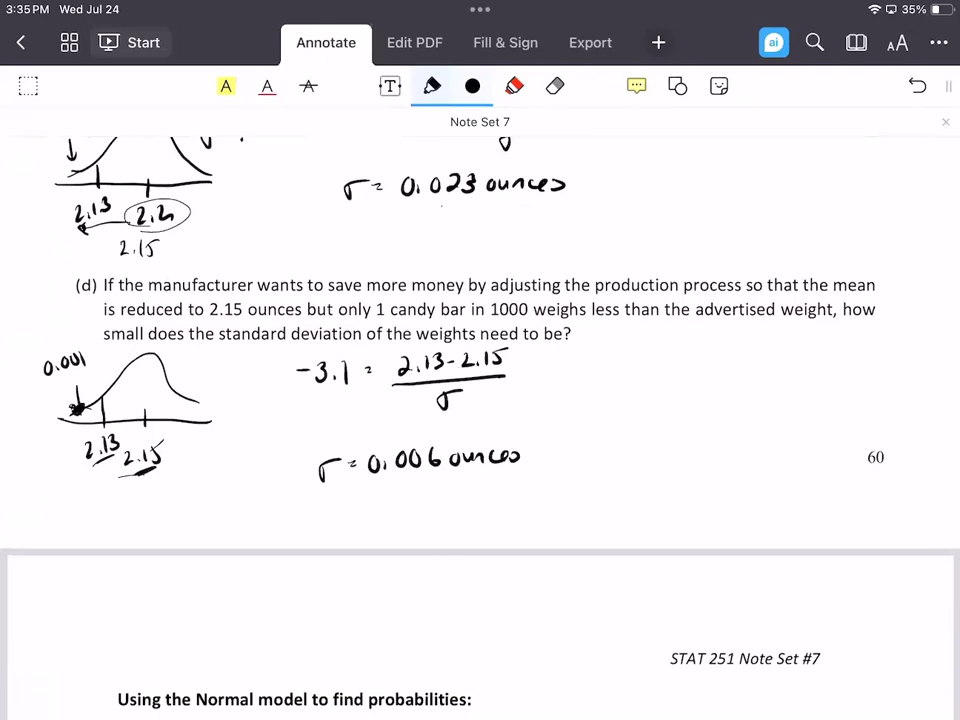 3:35 PM Wed Jul 24
35%
Start
Annotate
Edit PDF
Fill & Sign
Export
ai
AA
A
A
A
T
Note Set 7
σ = 0.023 ounces
2.13
2.2
2.15
(d) If the manufacturer wants to save more money by adjusting the production process so that the mean
is reduced to 2.15 ounces but only 1 candy bar in 1000 weighs less than the advertised weight, how
small does the standard deviation of the weights need to be?
0.001
-3.1 = 2.13 - 2.15
σ
2.13 2.15
σ = 0.006 ounces
60
STAT 251 Note Set #7
Using the Normal model to find probabilities: